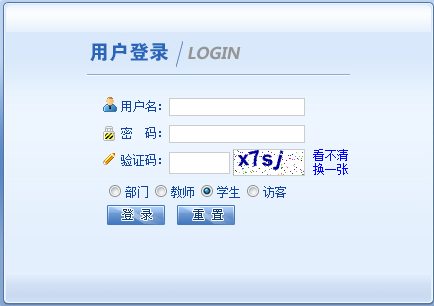 用户登录 / LOGIN
用户名：
密 码：
验证码： x7sj 看不清
换一张
部门 教师 学生 访客
登 录 重 置